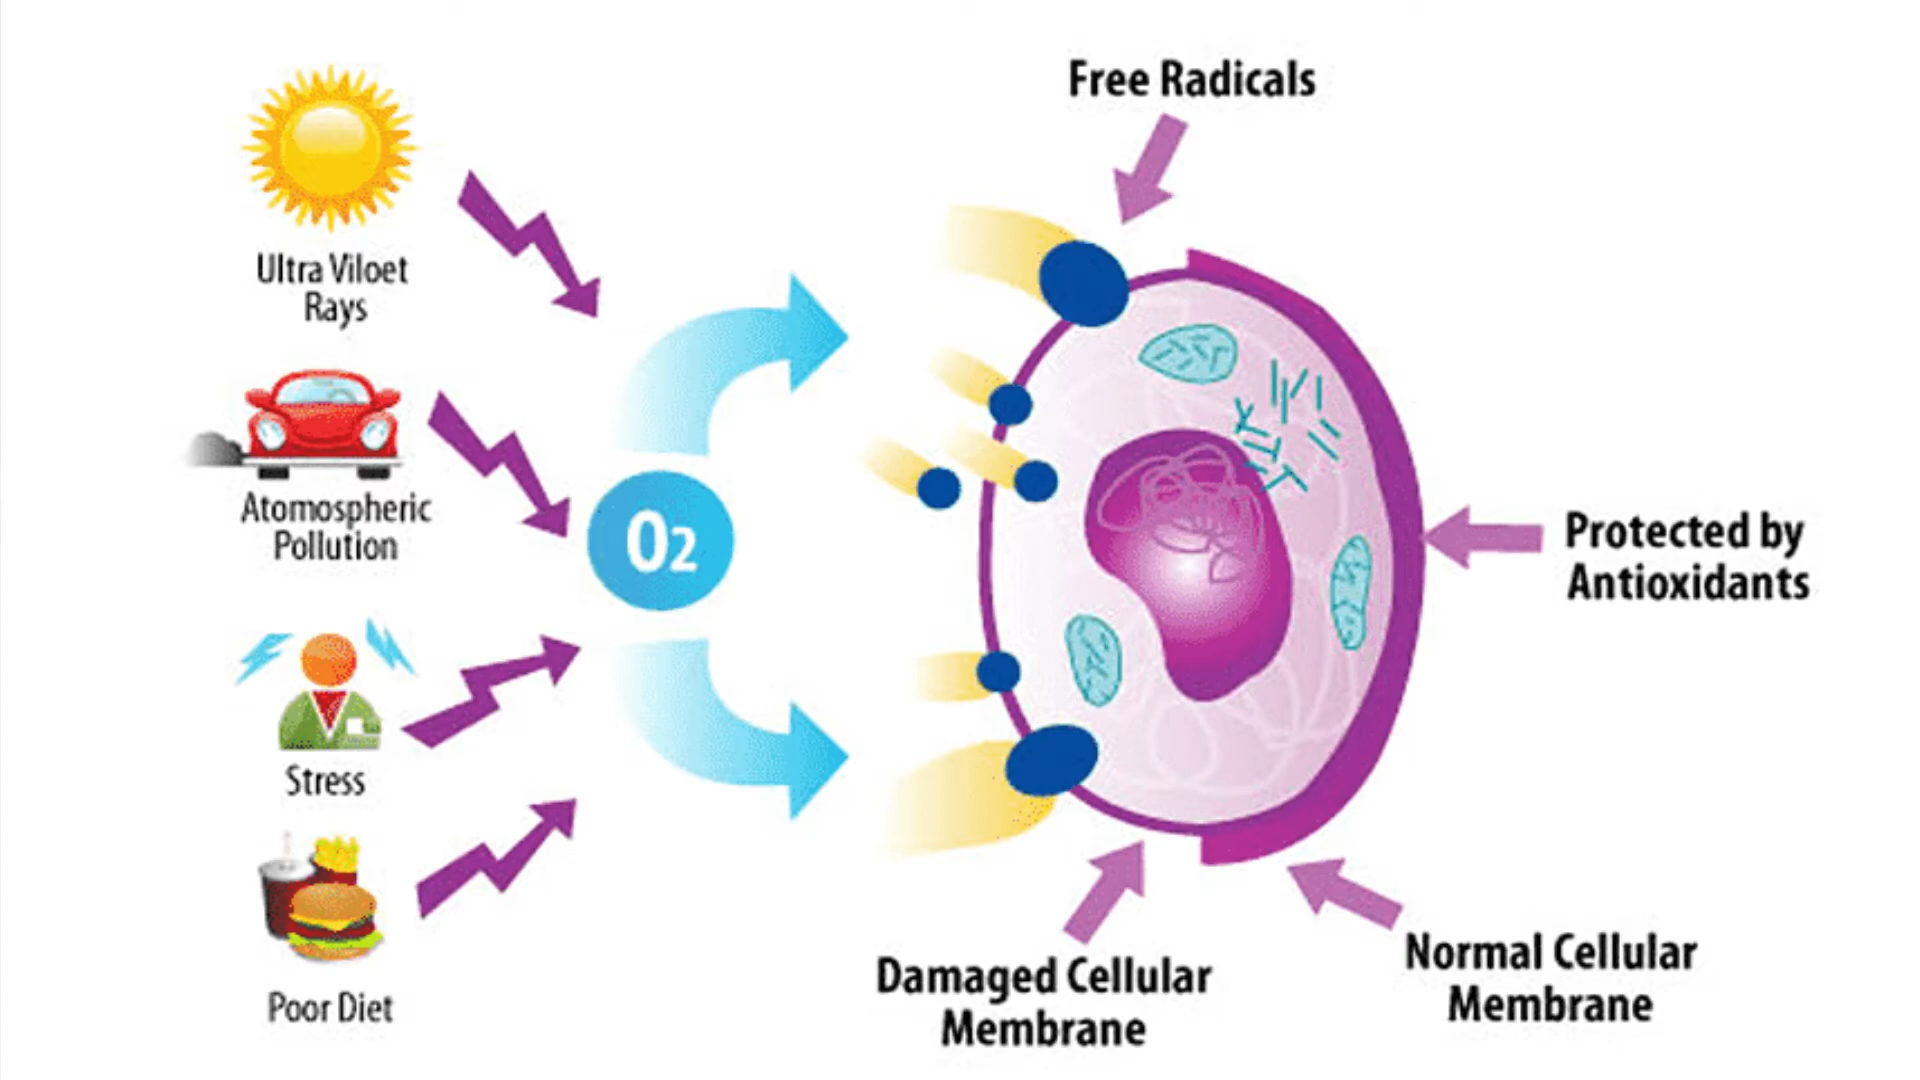 Free Radicals
Ultra Viloet
Rays
Atomospheric
Pollution
O2
Protected by
Antioxidants
Stress
Poor Diet
Damaged Cellular
Membrane
Normal Cellular
Membrane